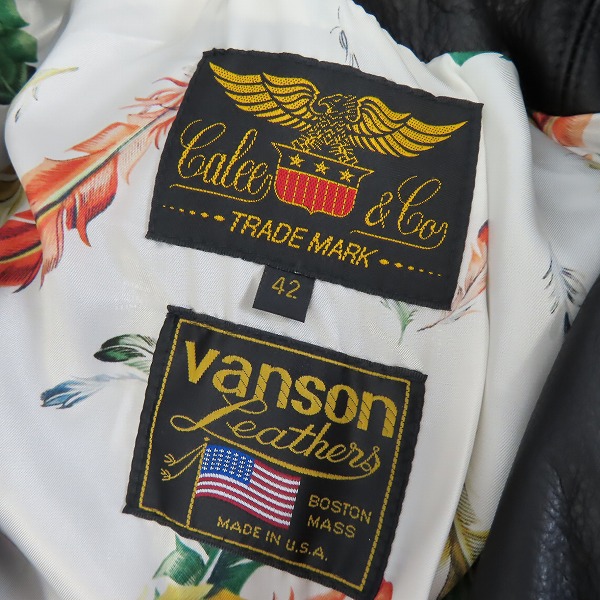 Calee & Co
TRADE MARK
42
vanson
Leathers
BOSTON
MASS
MADE IN U.S.A.